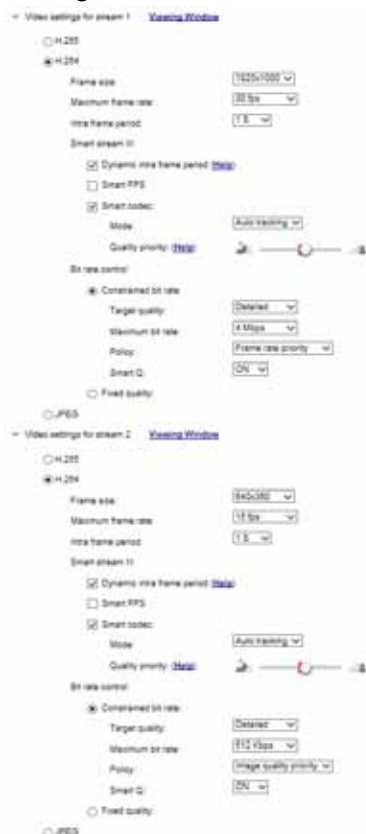 Video settings for stream 1 Viewing Window
H.265
H.264
Frame size: 1920x1080
Maximum frame rate: 30 fps
Intra frame period: 1 S
Smart stream III:
Dynamic intra frame period (Help)
Smart FPS
Smart codec:
Mode: Auto tracking
Quality priority: (Help)
Bit rate control:
Constrained bit rate:
Target quality: Detailed
Maximum bit rate: 4 Mbps
Policy: Frame rate priority
Smart Q: ON
Fixed quality:
JPEG
Video settings for stream 2 Viewing Window
H.265
H.264
Frame size: 640x360
Maximum frame rate: 15 fps
Intra frame period: 1 S
Smart stream III:
Dynamic intra frame period (Help)
Smart FPS
Smart codec:
Mode: Auto tracking
Quality priority: (Help)
Bit rate control:
Constrained bit rate:
Target quality: Detailed
Maximum bit rate: 512 Kbps
Policy: Image quality priority
Smart Q: ON
Fixed quality:
JPEG